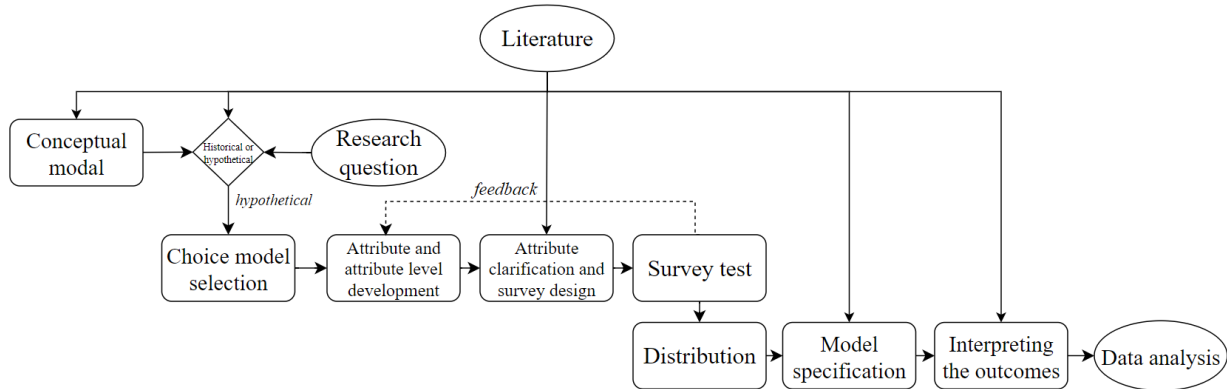 Literature
Conceptual
modal
Historical or
hypothetical
Research
question
hypothetical
feedback
Choice model
selection
Attribute and
attribute level
development
Attribute
clarification and
survey design
Survey test
Distribution
Model
specification
Interpreting
the outcomes
Data analysis